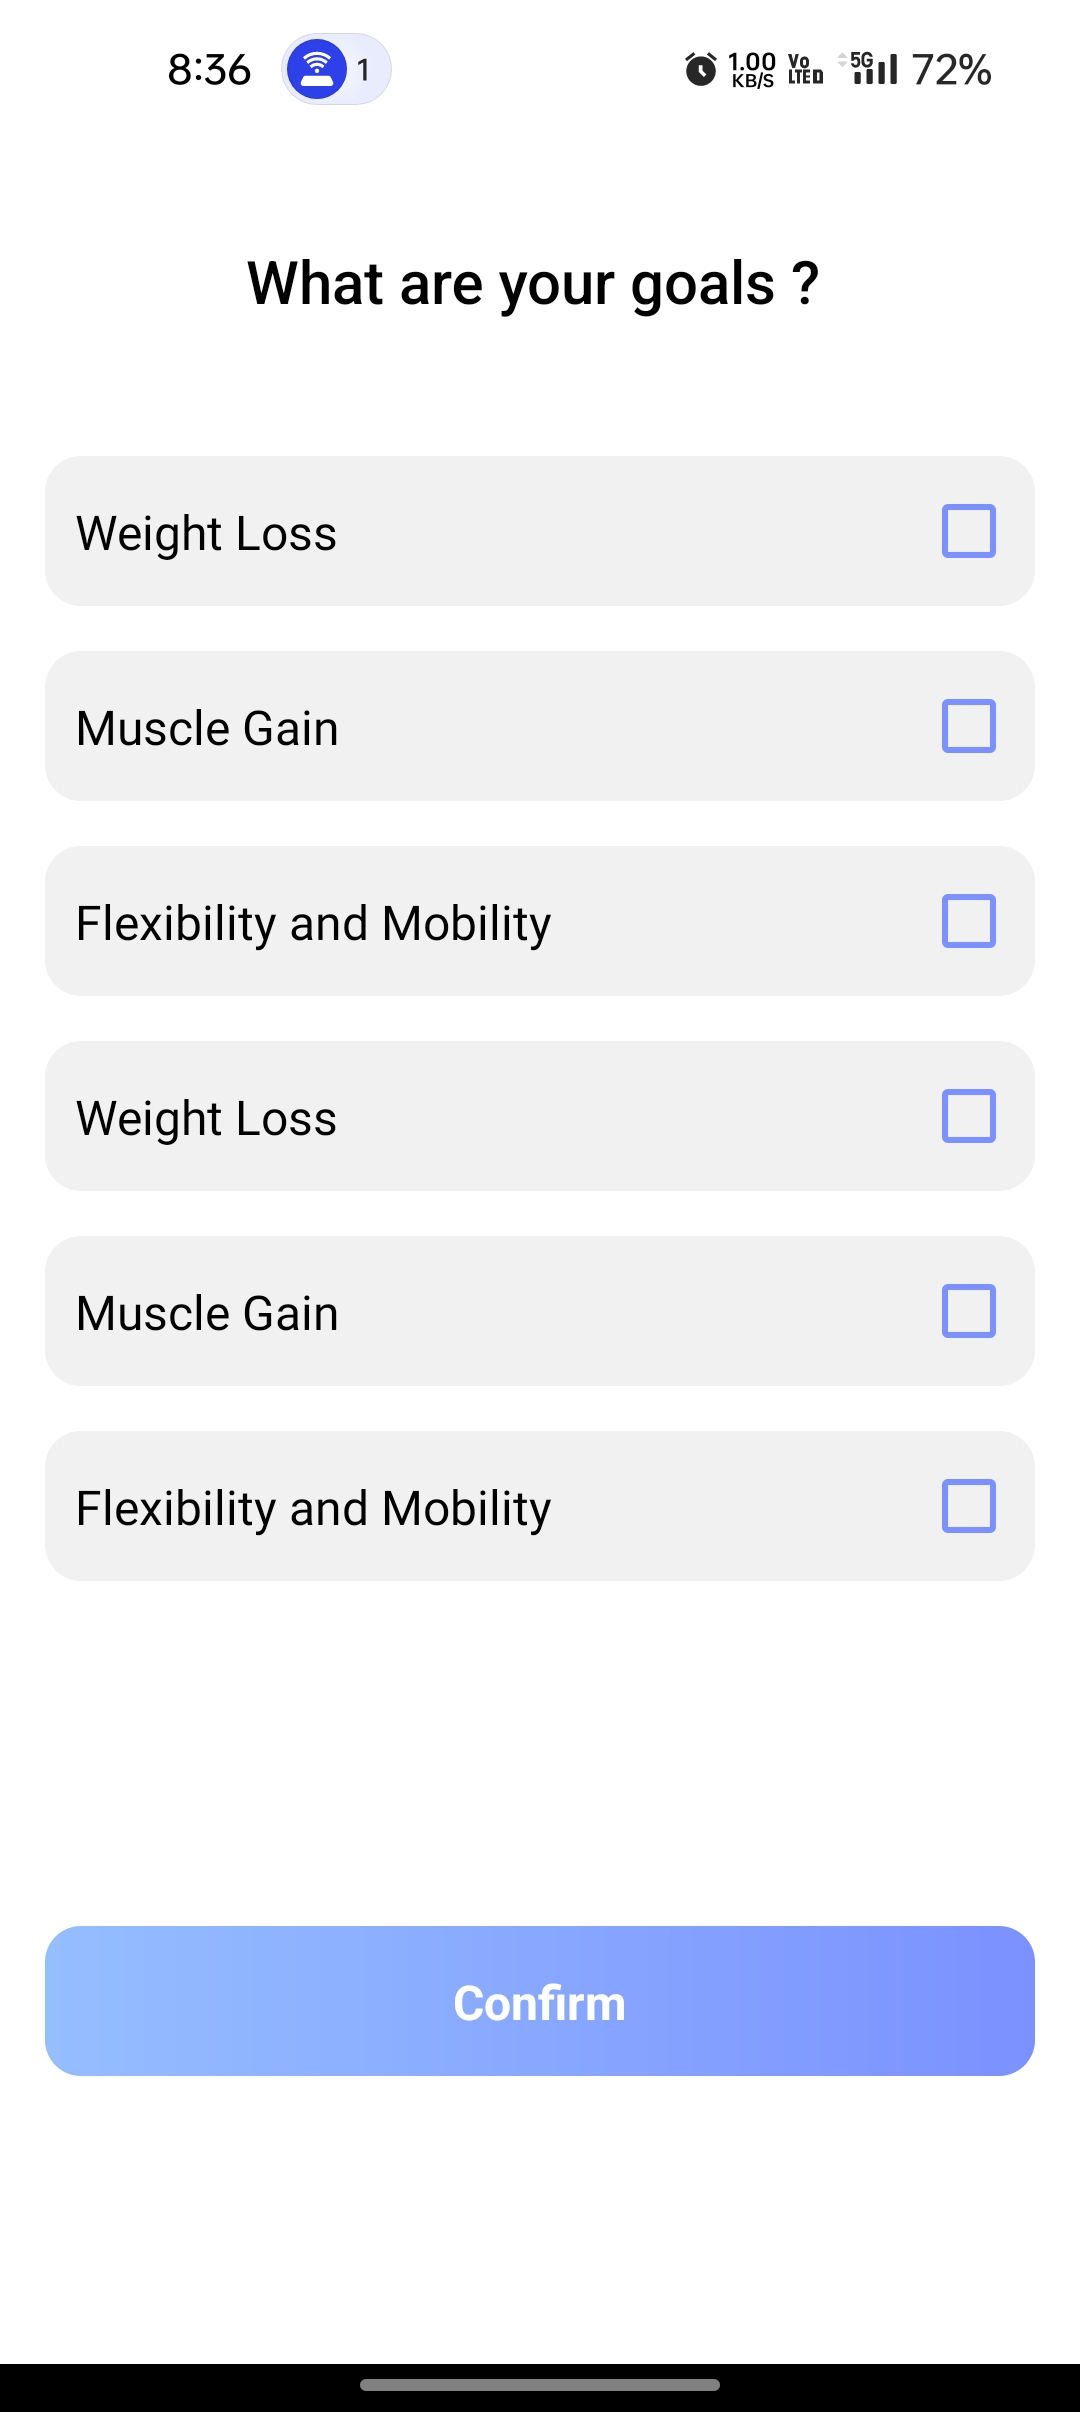 8:36 1 1.00 KB/S Vo LTED 5G 72%
What are your goals ?
Weight Loss
Muscle Gain
Flexibility and Mobility
Weight Loss
Muscle Gain
Flexibility and Mobility
Confirm